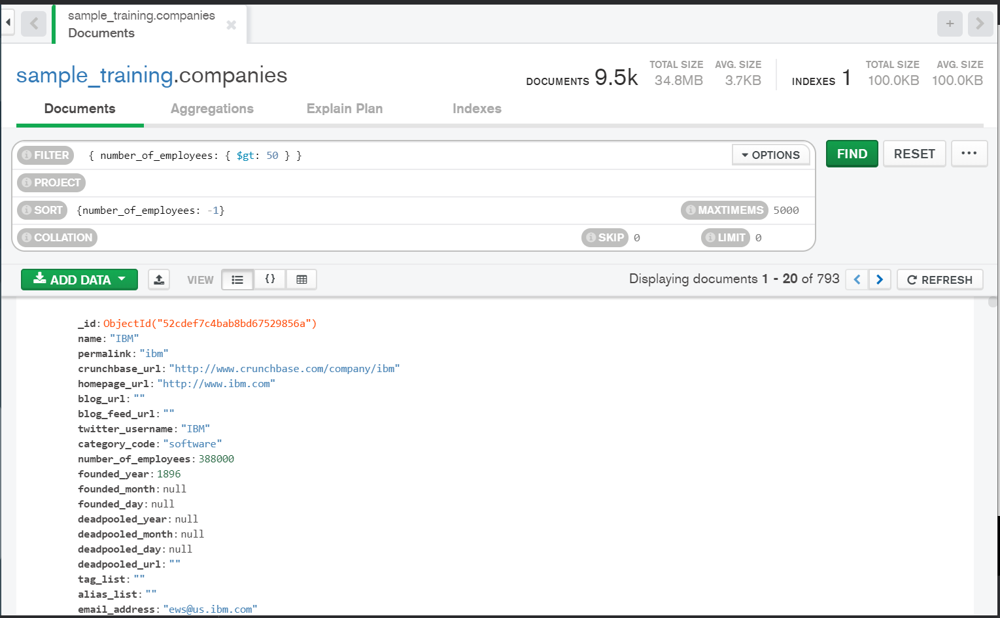 sample_training.companies
Documents
sample_training.companies
DOCUMENTS 9.5k TOTAL SIZE 34.8MB AVG. SIZE 3.7KB INDEXES 1 TOTAL SIZE 100.0KB AVG. SIZE 100.0KB
Documents Aggregations Explain Plan Indexes
FILTER { number_of_employees: { $gt: 50 } } OPTIONS FIND RESET ...
PROJECT
SORT {number_of_employees: -1} MAXTIMEMS 5000
COLLATION SKIP 0 LIMIT 0
ADD DATA VIEW {} Displaying documents 1 - 20 of 793 REFRESH
_id: ObjectId("52cdef7c4bab8bd67529856a")
name: "IBM"
permalink: "ibm"
crunchbase_url: "http://www.crunchbase.com/company/ibm"
homepage_url: "http://www.ibm.com"
blog_url: ""
blog_feed_url: ""
twitter_username: "IBM"
category_code: "software"
number_of_employees: 388000
founded_year: 1896
founded_month: null
founded_day: null
deadpooled_year: null
deadpooled_month: null
deadpooled_day: null
deadpooled_url: ""
tag_list: ""
alias_list: ""
email_address: "ews@us.ibm.com"